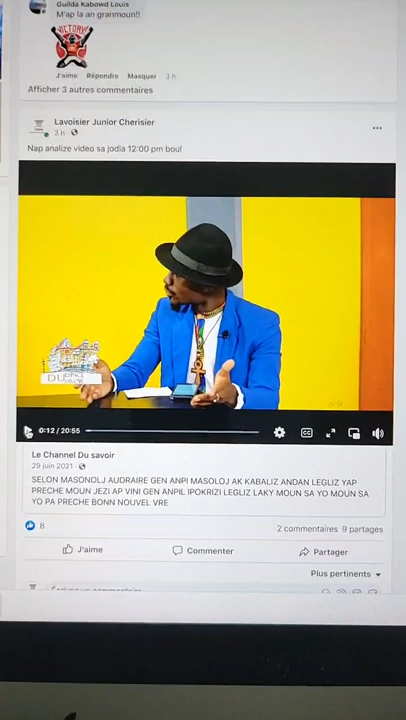 Guilda Kabowd Louis
M'ap la an granmoun!!
VICTORY!
J'aime Répondre Masquer 3 h
Afficher 3 autres commentaires
Lavoisier Junior Cherisier
3 h
Nap analize video sa jodia 12:00 pm boul
DU SAVOIR
0:12 / 20:55
CC
Le Channel Du savoir
29 juin 2021
SELON MASONOLJ AUDRAIRE GEN ANPI MASOLOJ AK KABALIZ ANDAN LEGLIZ YAP
PRECHE MOUN JEZI AP VINI GEN ANPIL IPOKRIZI LEGLIZ LAKY MOUN SA YO MOUN SA
YO PA PRECHE BONN NOUVEL VRE
8
2 commentaires 9 partages
J'aime Commenter Partager
Plus pertinents